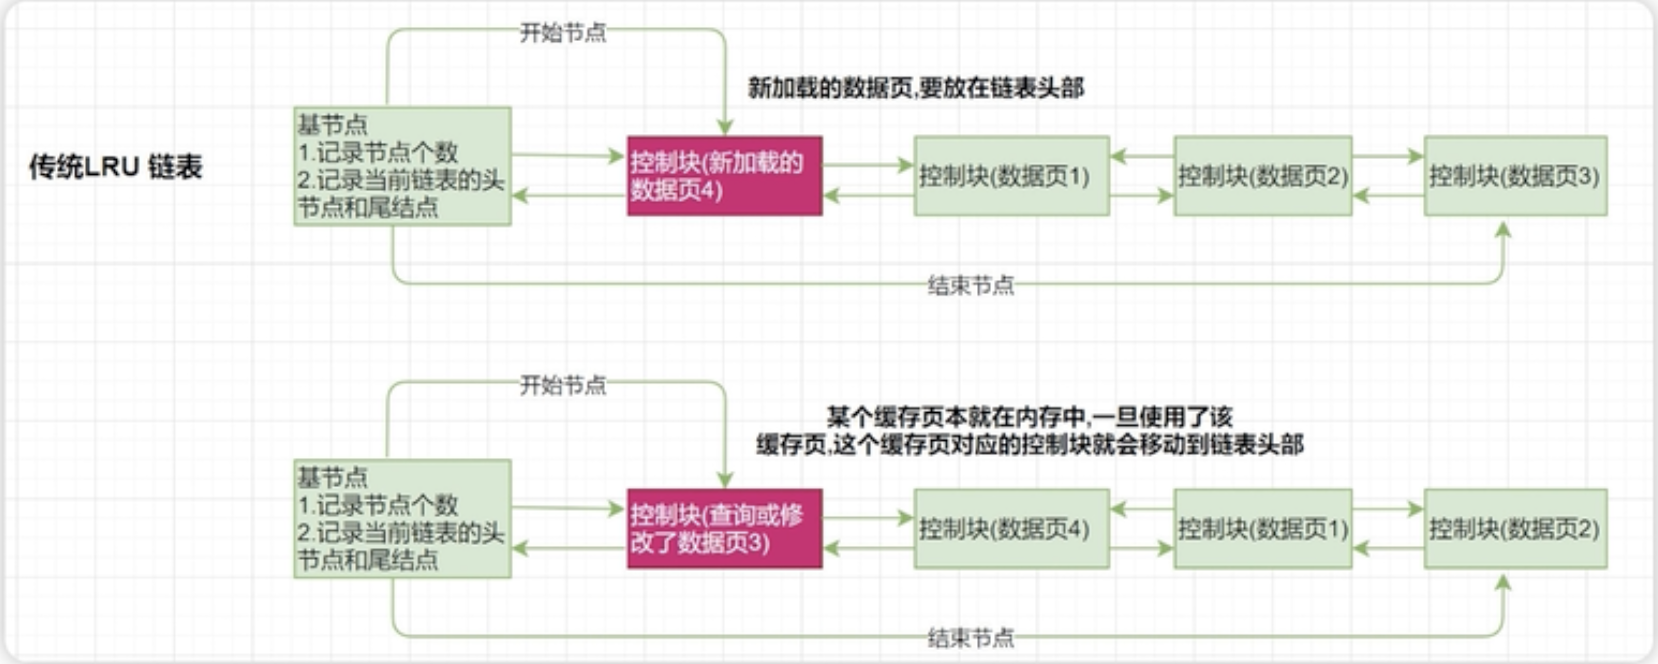 开始节点
新加载的数据页,要放在链表头部
传统LRU 链表
基节点
1.记录节点个数
2.记录当前链表的头
节点和尾结点
控制块(新加载的
数据页4)
控制块(数据页1)
控制块(数据页2)
控制块(数据页3)
结束节点
开始节点
某个缓存页本就在内存中,一旦使用了该
缓存页,这个缓存页对应的控制块就会移动到链表头部
基节点
1.记录节点个数
2.记录当前链表的头
节点和尾结点
控制块(查询或修
改了数据页3)
控制块(数据页4)
控制块(数据页1)
控制块(数据页2)
结束节点